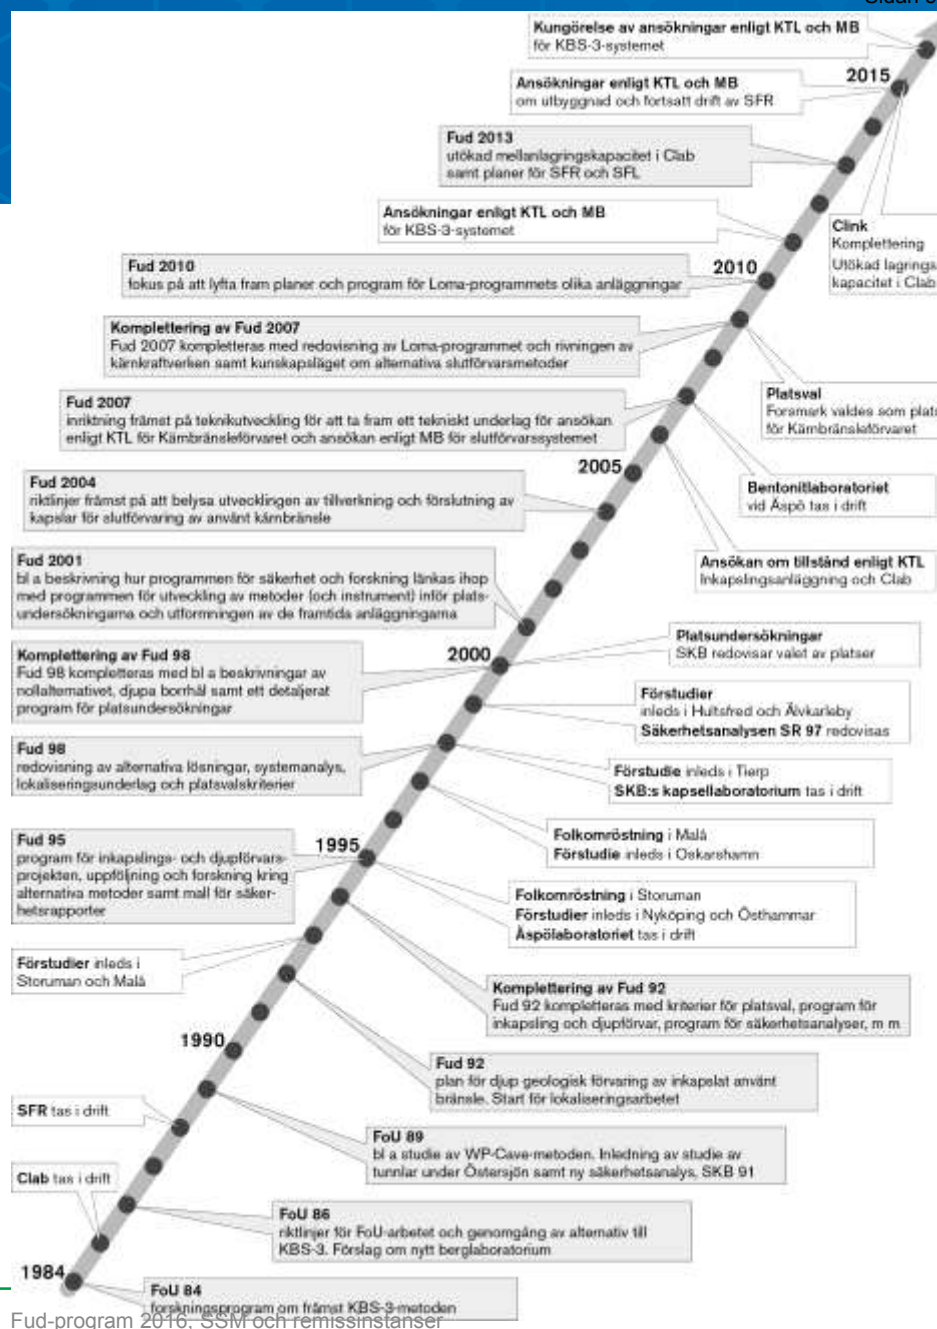 Kungörelse av ansökningar enligt KTL och MB
för KBS-3-systemet
2015
Ansökningar enligt KTL och MB
om utbyggnad och fortsatt drift av SFR
Fud 2013
utökad mellanlagringskapacitet i Clab
samt planer för SFR och SFL
Ansökningar enligt KTL och MB
för KBS-3-systemet
Clink
Komplettering
Utökad lagrings
kapacitet i Clab
2010
Fud 2010
fokus på att lyfta fram planer och program för Loma-programmets olika anläggningar
Komplettering av Fud 2007
Fud 2007 kompletteras med redovisning av Loma-programmet och rivningen av
kärnkraftverken samt kunskapsläget om alternativa slutförvarsmetoder
Platsval
Forsmark valdes som plats
för Kärnbränsleförvaret
Fud 2007
inriktning främst på teknikutveckling för att ta fram ett tekniskt underlag för ansökan
enligt KTL för Kärnbränsleförvaret och ansökan enligt MB för slutförvarssystemet
2005
Bentonitlaboratoriet
vid Äspö tas i drift
Fud 2004
riktlinjer främst på att belysa utvecklingen av tillverkning och förslutning av
kapslar för slutförvaring av använt kärnbränsle
Ansökan om tillstånd enligt KTL
Inkapslingsanläggning och Clab
Fud 2001
bl a beskrivning hur programmen för säkerhet och forskning länkas ihop
med programmen för utveckling av metoder (och instrument) inför plats-
undersökningarna och utformningen av de framtida anläggningarna
Platsundersökningar
SKB redovisar valet av platser
2000
Komplettering av Fud 98
Fud 98 kompletteras med bl a beskrivningar av
nollalternativet, djupa borrhål samt ett detaljerat
program för platsundersökningar
Förstudier
inleds i Hultsfred och Älvkarleby
Säkerhetsanalysen SR 97 redovisas
Fud 98
redovisning av alternativa lösningar, systemanalys,
lokaliseringsunderlag och platsvalskriterier
Förstudie inleds i Tierp
SKB:s kapsellaboratorium tas i drift
Folkomröstning i Malå
Förstudie inleds i Oskarshamn
1995
Fud 95
program för inkapslings- och djupförvars-
projekten, uppföljning och forskning kring
alternativa metoder samt mall för säker-
hetsrapporter
Folkomröstning i Storuman
Förstudier inleds i Nyköping och Östhammar
Äspölaboratoriet tas i drift
Förstudier inleds i
Storuman och Malå
Komplettering av Fud 92
Fud 92 kompletteras med kriterier för platsval, program för
inkapsling och djupförvar, program för säkerhetsanalyser, m m
1990
Fud 92
plan för djup geologisk förvaring av inkapslat använt
bränsle. Start för lokaliseringsarbetet
SFR tas i drift
FoU 89
bl a studie av WP-Cave-metoden. Inledning av studie av
tunnlar under Östersjön samt ny säkerhetsanalys, SKB 91
Clab tas i drift
FoU 86
riktlinjer för FoU-arbetet och genomgång av alternativ till
KBS-3. Förslag om nytt berglaboratorium
1984
FoU 84
forskningsprogram om främst KBS-3-metoden
Fud-program 2016, SSM och remissinstanser